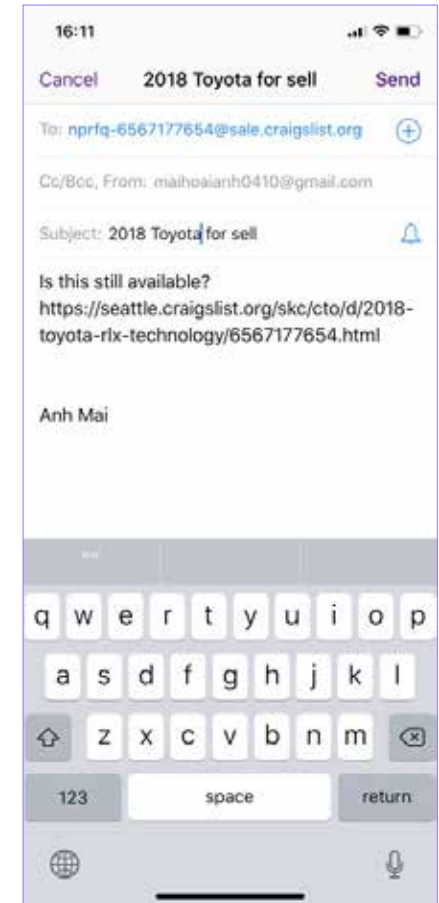 16:11
Cancel 2018 Toyota for sell Send
To: nprfq-6567177654@sale.craigslist.org
Cc/Bcc, From: maihoaianh0410@gmail.com
Subject: 2018 Toyota for sell
Is this still available?
https://seattle.craigslist.org/skc/cto/d/2018-
toyota-rlx-technology/6567177654.html
Anh Mai
q w e r t y u i o p
a s d f g h j k l
z x c v b n m
123 space return